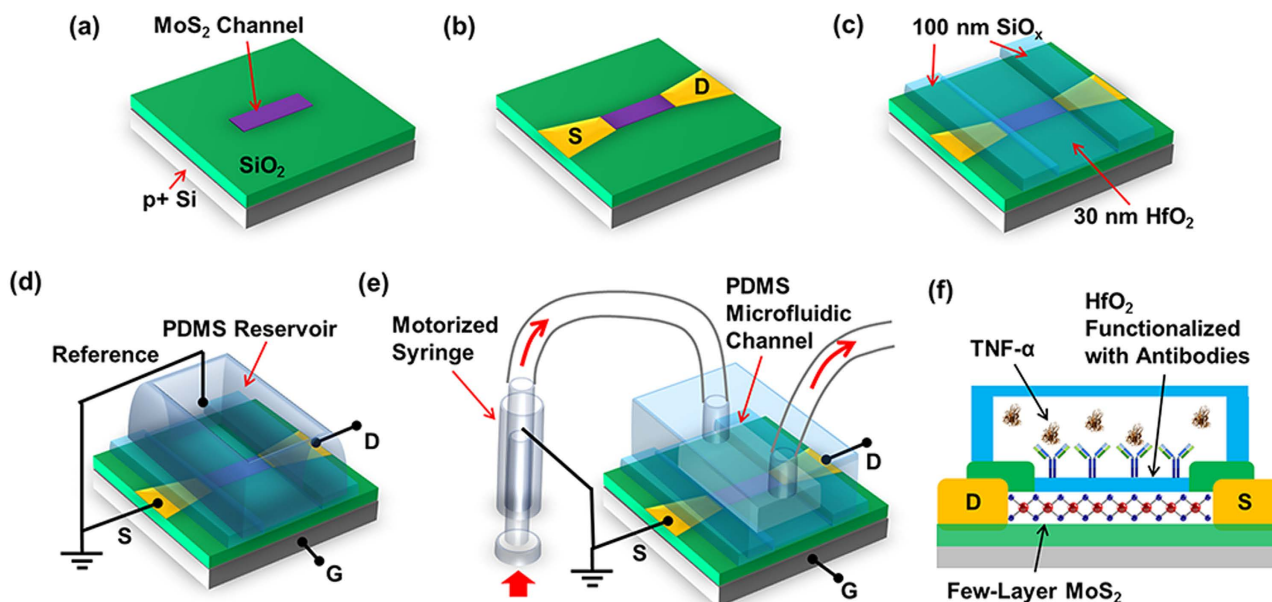 (a)
MoS₂ Channel
SiO₂
p+ Si
(b)
D
S
(c)
100 nm SiOₓ
30 nm HfO₂
(d)
PDMS Reservoir
Reference
D
S
G
(e)
Motorized
Syringe
PDMS
Microfluidic
Channel
D
S
G
(f)
HfO₂
Functionalized
with Antibodies
TNF-α
D
S
Few-Layer MoS₂